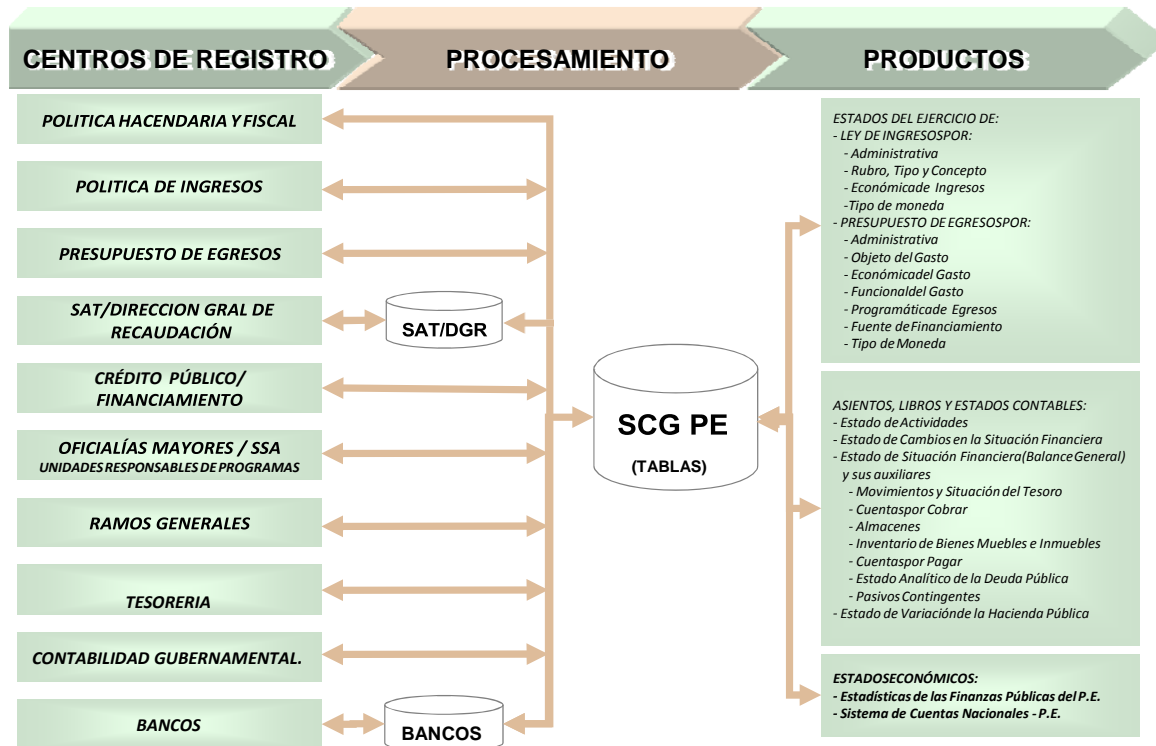 CENTROS DE REGISTRO
PROCESAMIENTO
PRODUCTOS
POLITICA HACENDARIA Y FISCAL
POLITICA DE INGRESOS
PRESUPUESTO DE EGRESOS
SAT/DIRECCION GRAL DE
RECAUDACIÓN
CRÉDITO PÚBLICO/
FINANCIAMIENTO
OFICIALÍAS MAYORES / SSA
UNIDADES RESPONSABLES DE PROGRAMAS
RAMOS GENERALES
TESORERIA
CONTABILIDAD GUBERNAMENTAL.
BANCOS
SAT/DGR
BANCOS
SCG PE
(TABLAS)
ESTADOS DEL EJERCICIO DE:
- LEY DE INGRESOSPOR:
- Administrativa
- Rubro, Tipo y Concepto
- Económicade Ingresos
-Tipo de moneda
- PRESUPUESTO DE EGRESOSPOR:
- Administrativa
- Objeto del Gasto
- Económicadel Gasto
- Funcionaldel Gasto
- Programáticade Egresos
- Fuente de Financiamiento
- Tipo de Moneda
ASIENTOS, LIBROS Y ESTADOS CONTABLES:
- Estado de Actividades
- Estado de Cambios en la Situación Financiera
- Estado de Situación Financiera(Balance General)
y sus auxiliares
- Movimientos y Situación del Tesoro
- Cuentaspor Cobrar
- Almacenes
- Inventario de Bienes Muebles e Inmuebles
- Cuentaspor Pagar
- Estado Analítico de la Deuda Pública
- Pasivos Contingentes
- Estado de Variaciónde la Hacienda Pública
ESTADOSECONÓMICOS:
- Estadísticas de las Finanzas Públicas del P.E.
- Sistema de Cuentas Nacionales - P.E.